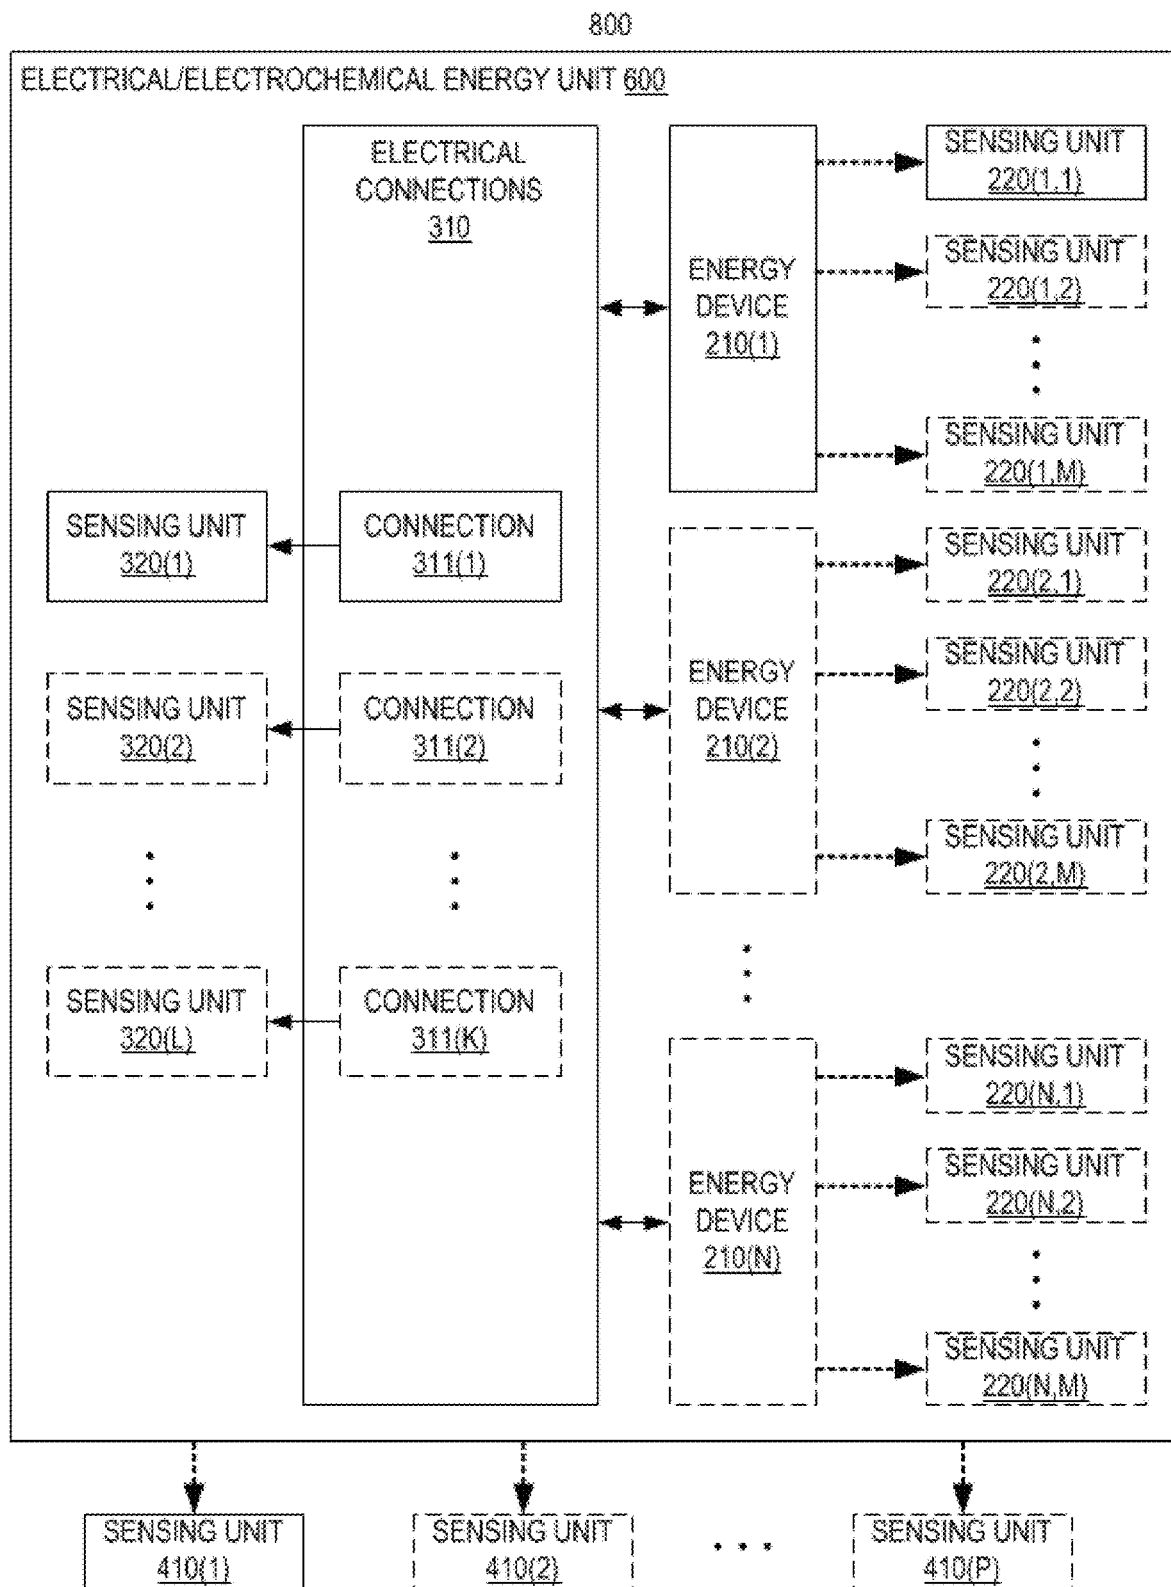 800
ELECTRICAL/ELECTROCHEMICAL ENERGY UNIT 600
ELECTRICAL
CONNECTIONS
310
ENERGY
DEVICE
210(1)
SENSING UNIT
220(1,1)
SENSING UNIT
220(1,2)
SENSING UNIT
220(1,M)
SENSING UNIT
320(1)
CONNECTION
311(1)
SENSING UNIT
320(2)
CONNECTION
311(2)
SENSING UNIT
320(L)
CONNECTION
311(K)
ENERGY
DEVICE
210(2)
SENSING UNIT
220(2,1)
SENSING UNIT
220(2,2)
SENSING UNIT
220(2,M)
ENERGY
DEVICE
210(N)
SENSING UNIT
220(N,1)
SENSING UNIT
220(N,2)
SENSING UNIT
220(N,M)
SENSING UNIT
410(1)
SENSING UNIT
410(2)
SENSING UNIT
410(P)